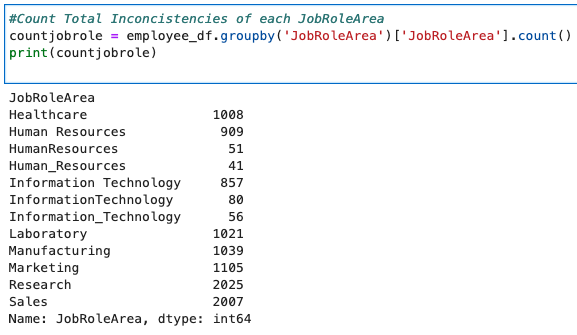 #Count Total Inconcistencies of each JobRoleArea
countjobrole = employee_df.groupby('JobRoleArea')['JobRoleArea'].count()
print(countjobrole)
JobRoleArea
Healthcare 1008
Human Resources 909
HumanResources 51
Human_Resources 41
Information Technology 857
InformationTechnology 80
Information_Technology 56
Laboratory 1021
Manufacturing 1039
Marketing 1105
Research 2025
Sales 2007
Name: JobRoleArea, dtype: int64